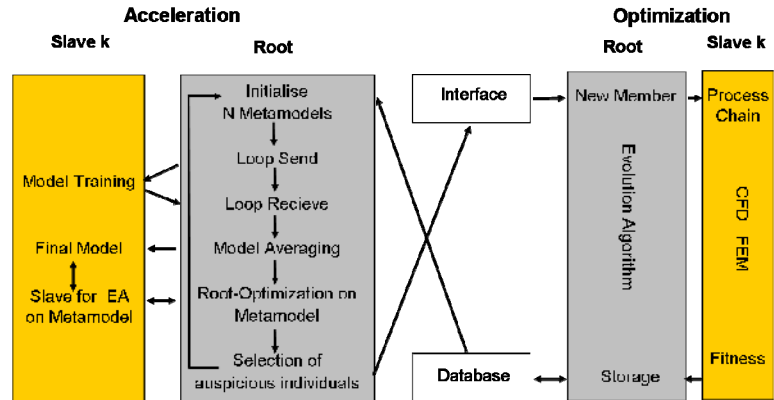 Acceleration
Optimization
Slave k
Root
Root
Slave k
Initialise
N Metamodels
Loop Send
Loop Recieve
Model Averaging
Root-Optimization on
Metamodel
Selection of
auspicious individuals
Model Training
Final Model
Slave for EA
on Metamodel
Interface
Database
New Member
Evolution Algorithm
Storage
Process
Chain
CFD FEM
Fitness